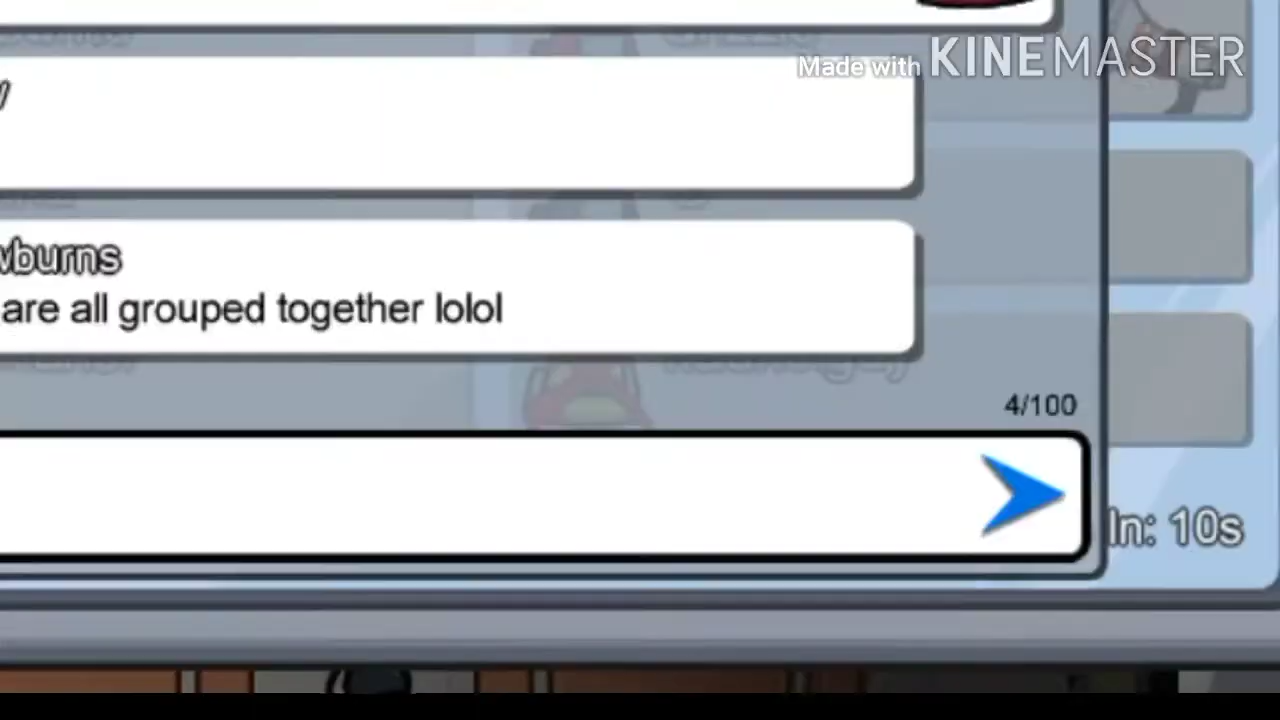 Made with KINEMASTER
wburns
are all grouped together lolol
4/100
In: 10s